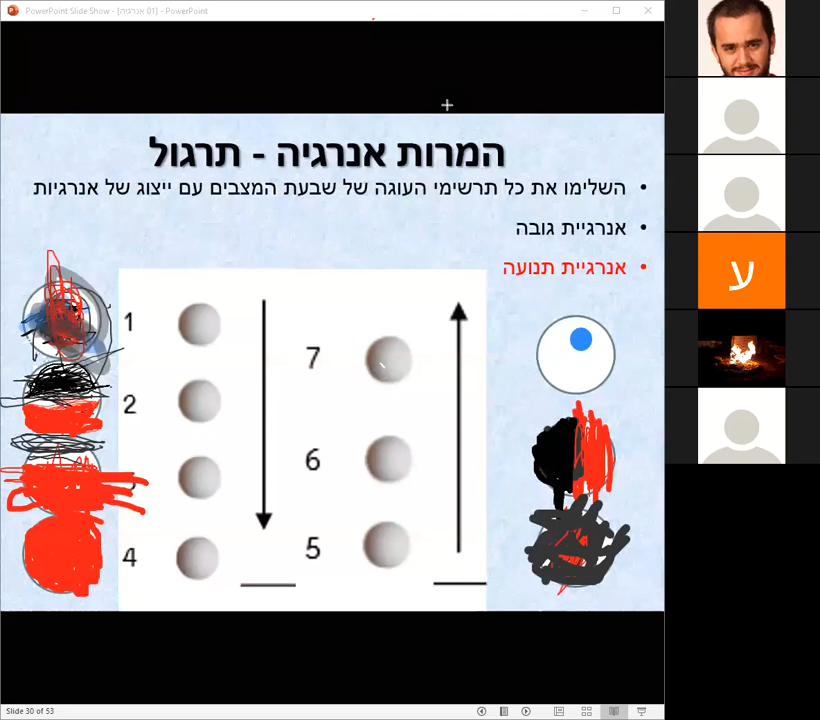 PowerPoint Slide Show - [01 אנרגיה] - PowerPoint
המרות אנרגיה - תרגול
• השלימו את כל תרשימי העוגה של שבעת המצבים עם ייצוג של אנרגיות
• אנרגיית גובה
• אנרגיית תנועה
1
2
4
7
6
5
ע
Slide 30 of 53